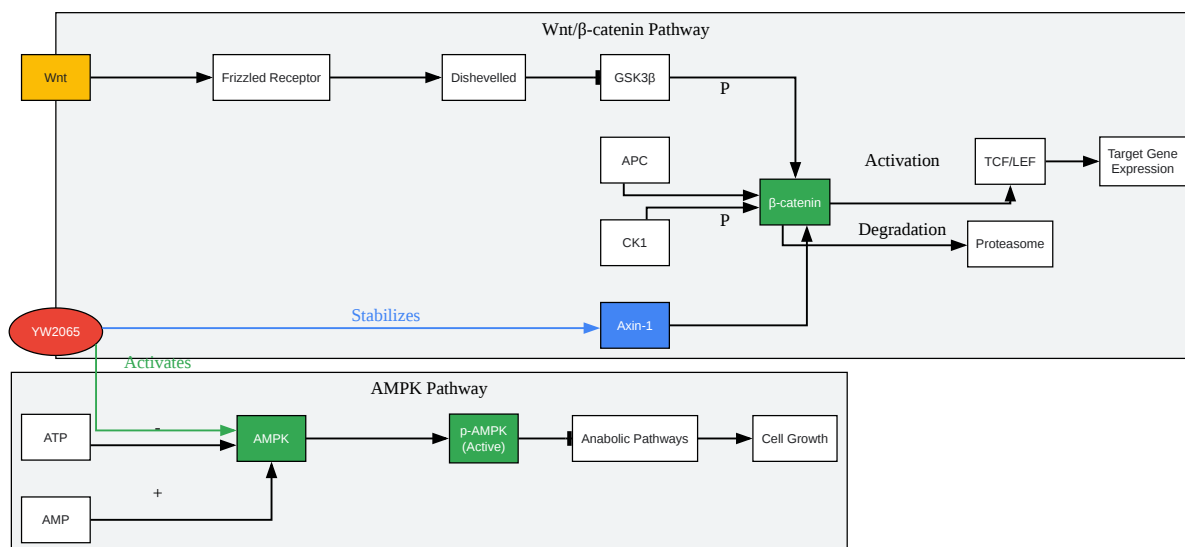 Wnt/β-catenin Pathway
Wnt
Frizzled Receptor
Dishevelled
GSK3β
P
APC
Activation
TCF/LEF
Target Gene
Expression
β-catenin
P
CK1
Degradation
Proteasome
Stabilizes
YW2065
Axin-1
Activates
AMPK Pathway
ATP
-
AMPK
p-AMPK
(Active)
Anabolic Pathways
Cell Growth
+
AMP